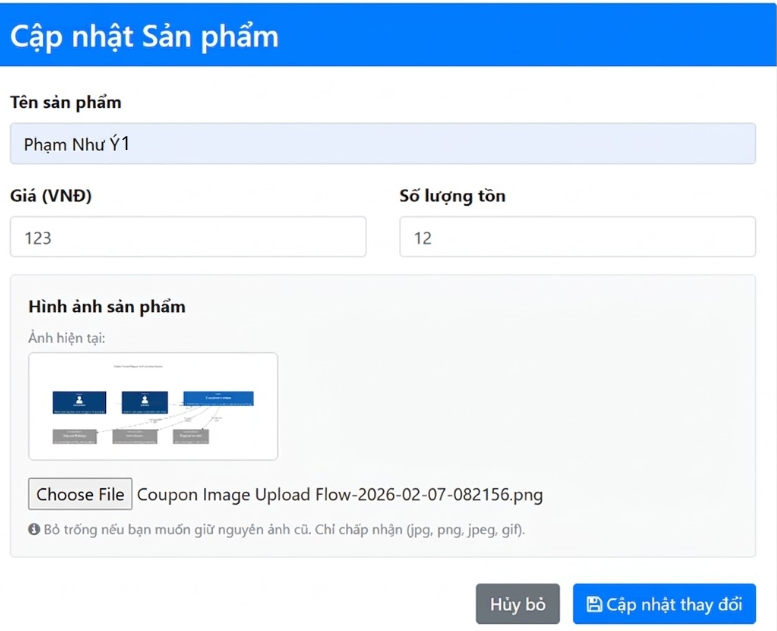 Cập nhật Sản phẩm
Tên sản phẩm
Phạm Như Ý1
Giá (VNĐ)
Số lượng tồn
123
12
Hình ảnh sản phẩm
Ảnh hiện tại:
Choose File Coupon Image Upload Flow-2026-02-07-082156.png
Bỏ trống nếu bạn muốn giữ nguyên ảnh cũ. Chỉ chấp nhận (jpg, png, jpeg, gif).
Hủy bỏ
Cập nhật thay đổi